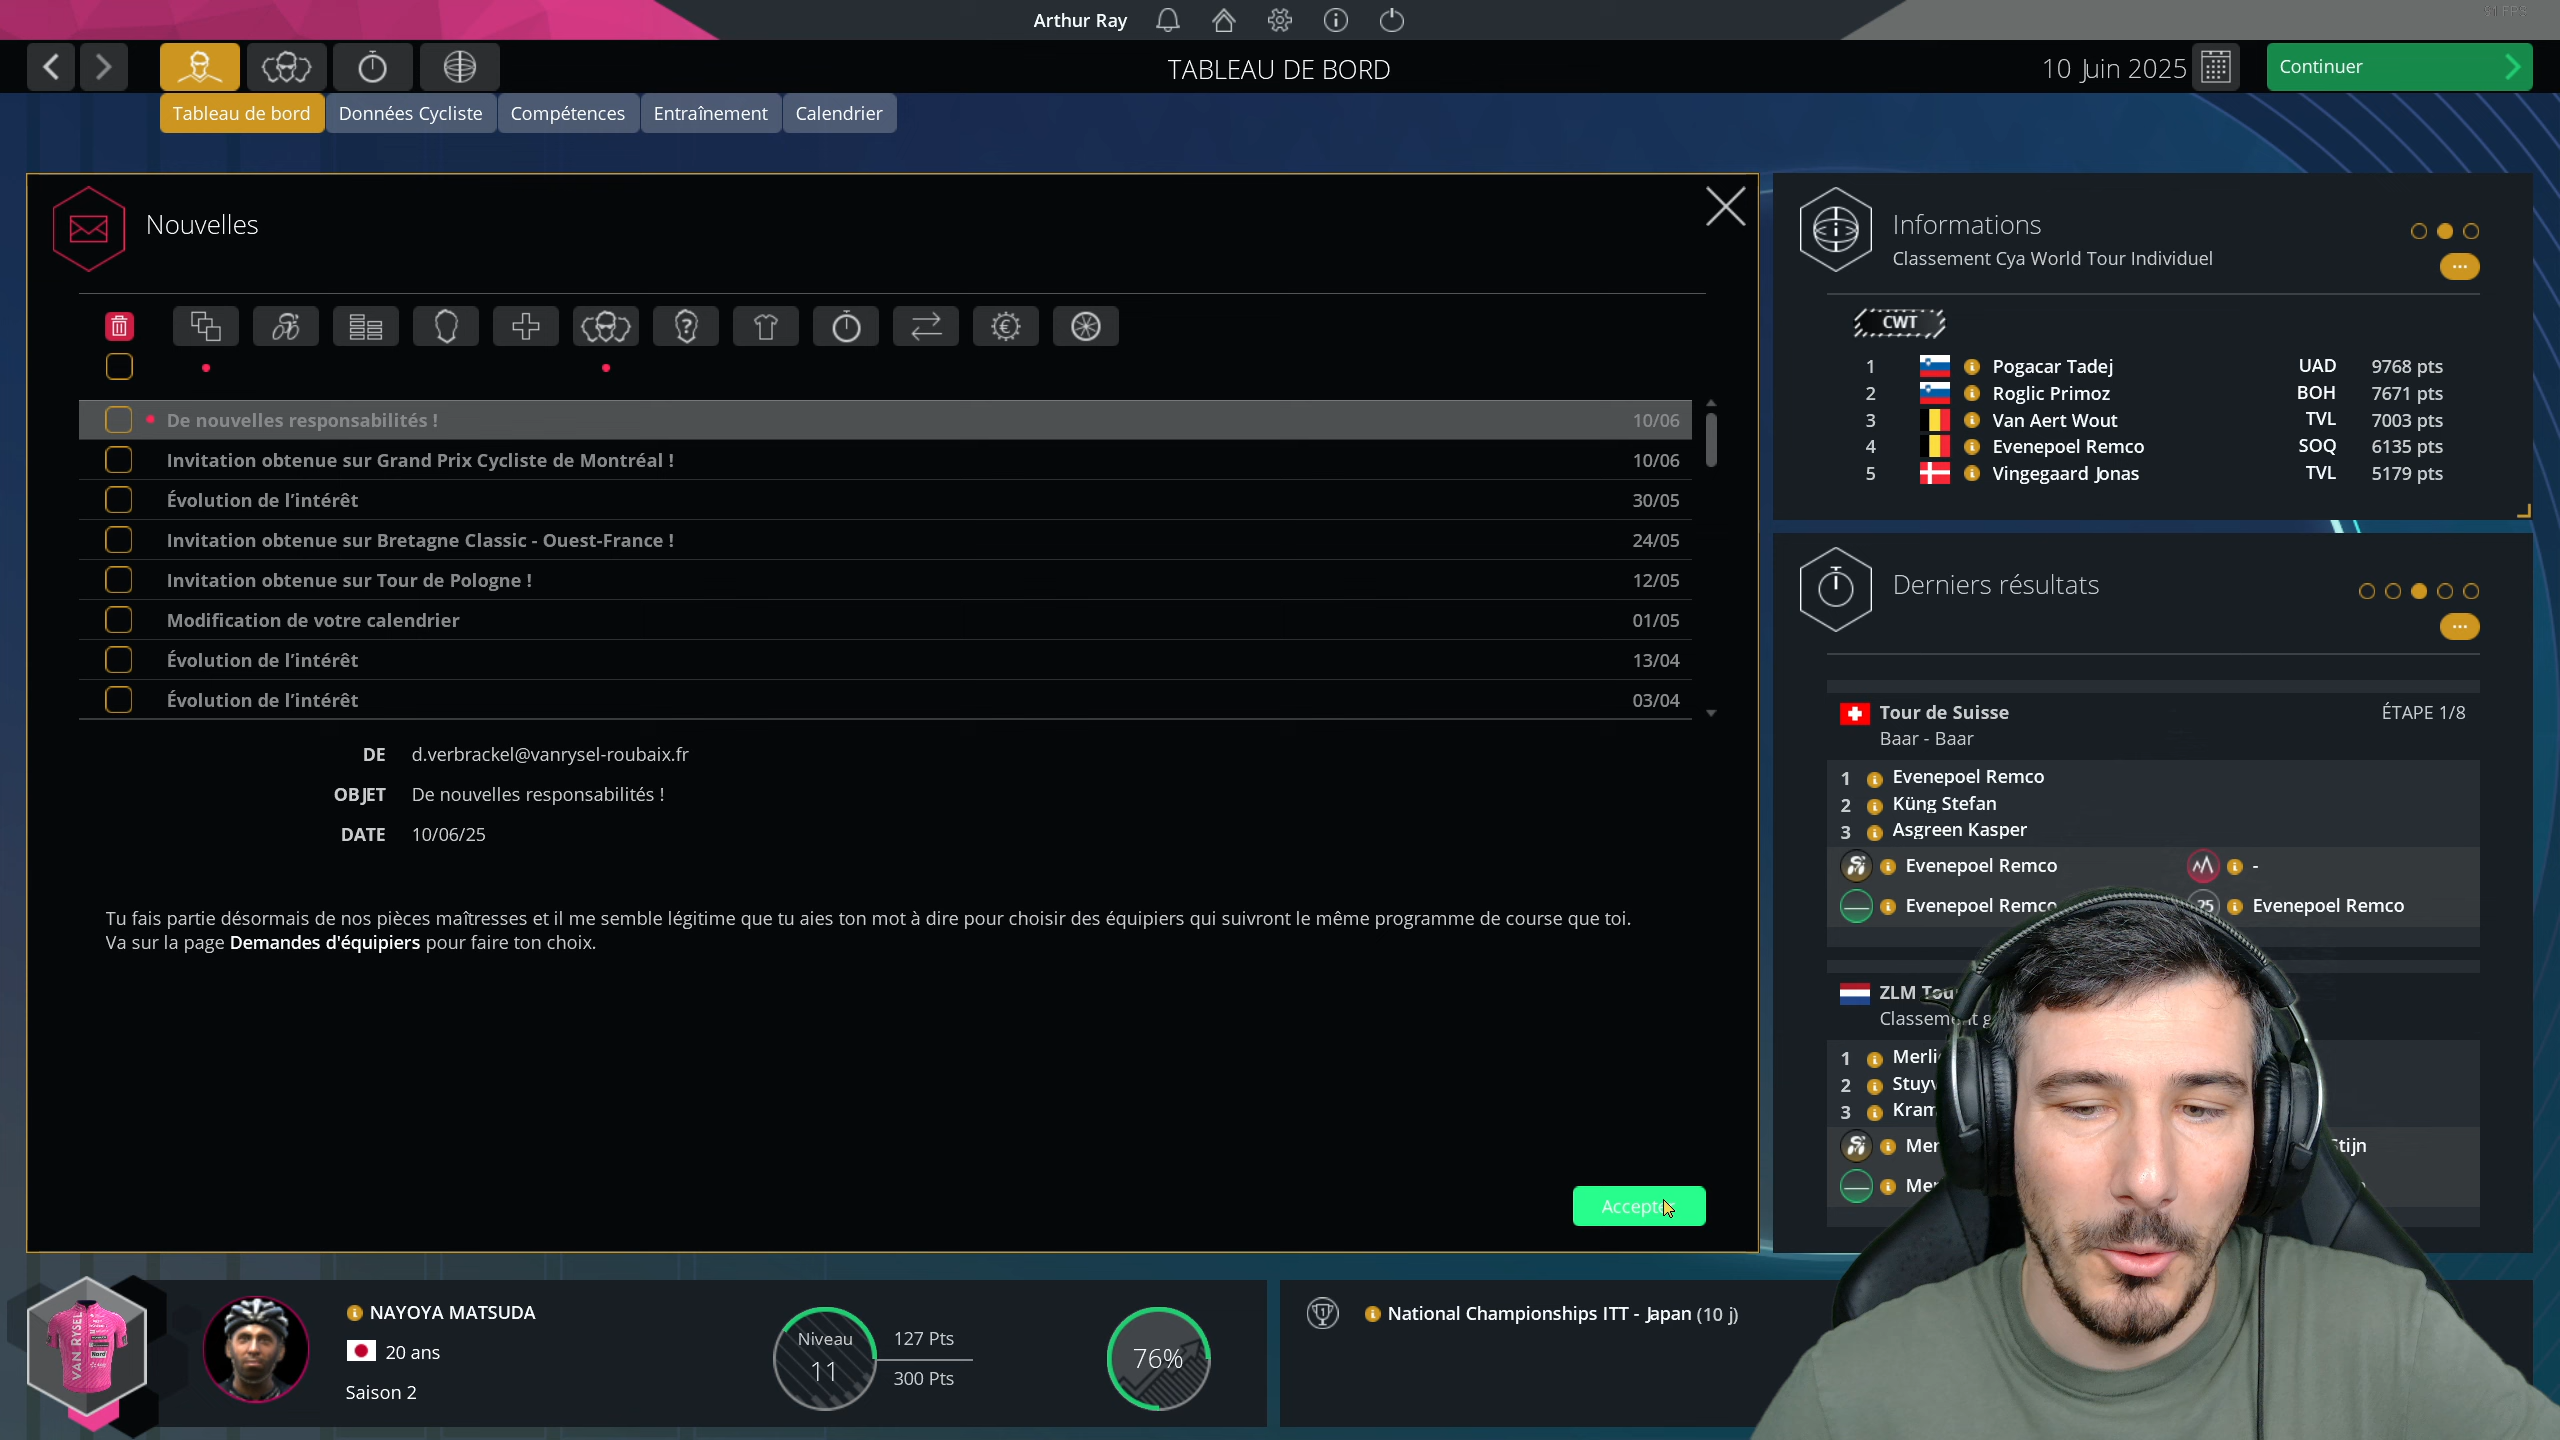 Arthur Ray
TABLEAU DE BORD
10 Juin 2025
Continuer
Tableau de bord
Données Cycliste
Compétences
Entraînement
Calendrier
Nouvelles
De nouvelles responsabilités ! 10/06
Invitation obtenue sur Grand Prix Cycliste de Montréal ! 10/06
Évolution de l'intérêt 30/05
Invitation obtenue sur Bretagne Classic - Ouest-France ! 24/05
Invitation obtenue sur Tour de Pologne ! 12/05
Modification de votre calendrier 01/05
Évolution de l'intérêt 13/04
Évolution de l'intérêt 03/04
DE d.verbrackel@vanrysel-roubaix.fr
OBJET De nouvelles responsabilités !
DATE 10/06/25
Tu fais partie désormais de nos pièces maîtresses et il me semble légitime que tu aies ton mot à dire pour choisir des équipiers qui suivront le même programme de course que toi.
Va sur la page Demandes d'équipiers pour faire ton choix.
Informations
Classement Cya World Tour Individuel
CWT
1 Pogacar Tadej UAD 9768 pts
2 Roglic Primoz BOH 7671 pts
3 Van Aert Wout TVL 7003 pts
4 Evenepoel Remco SOQ 6135 pts
5 Vingegaard Jonas TVL 5179 pts
Derniers résultats
Tour de Suisse ÉTAPE 1/8
Baar - Baar
1 Evenepoel Remco
2 Küng Stefan
3 Asgreen Kasper
Evenepoel Remco -
Evenepoel Remco 25 Evenepoel Remco
ZLM
1
2
3
VAN RYSEL
NAYOYA MATSUDA
20 ans
Saison 2
Niveau
11
127 Pts
300 Pts
76%
National Championships ITT - Japan (10 j)